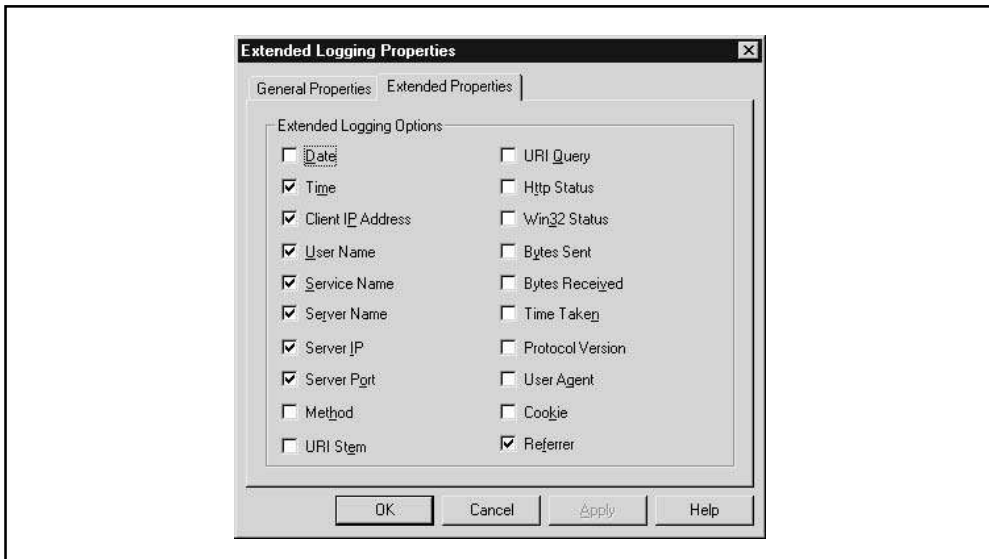 Extended Logging Properties
General Properties
Extended Properties
Extended Logging Options
Date
Time
Client IP Address
User Name
Service Name
Server Name
Server IP
Server Port
Method
URI Stem
URI Query
Http Status
Win32 Status
Bytes Sent
Bytes Received
Time Taken
Protocol Version
User Agent
Cookie
Referrer
OK
Cancel
Apply
Help